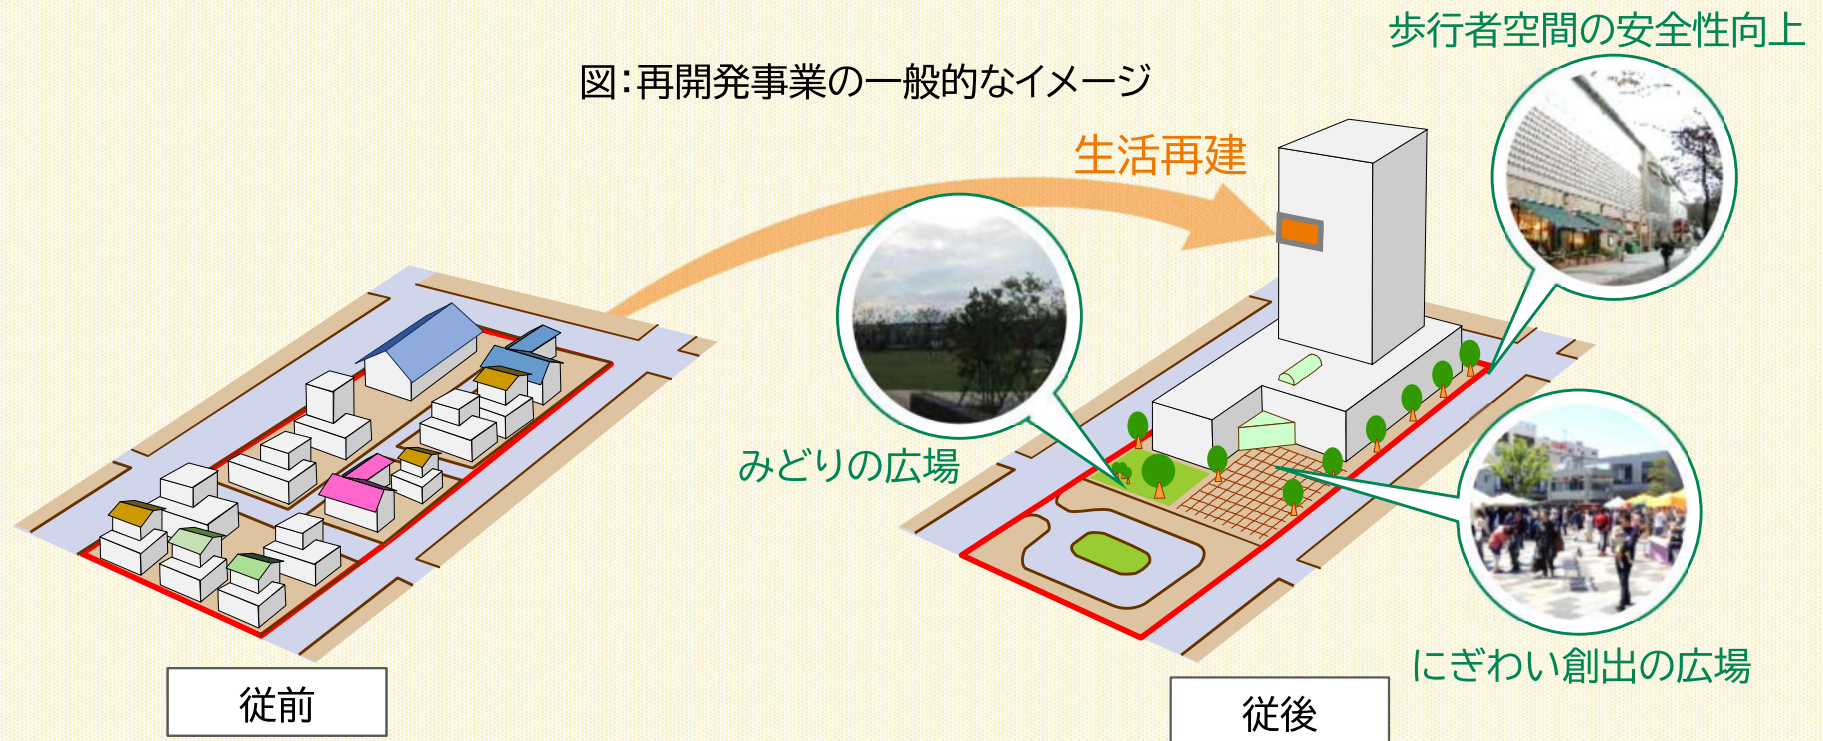 歩行者空間の安全性向上
図：再開発事業の一般的なイメージ
生活再建
みどりの広場
にぎわい創出の広場
従前
従後